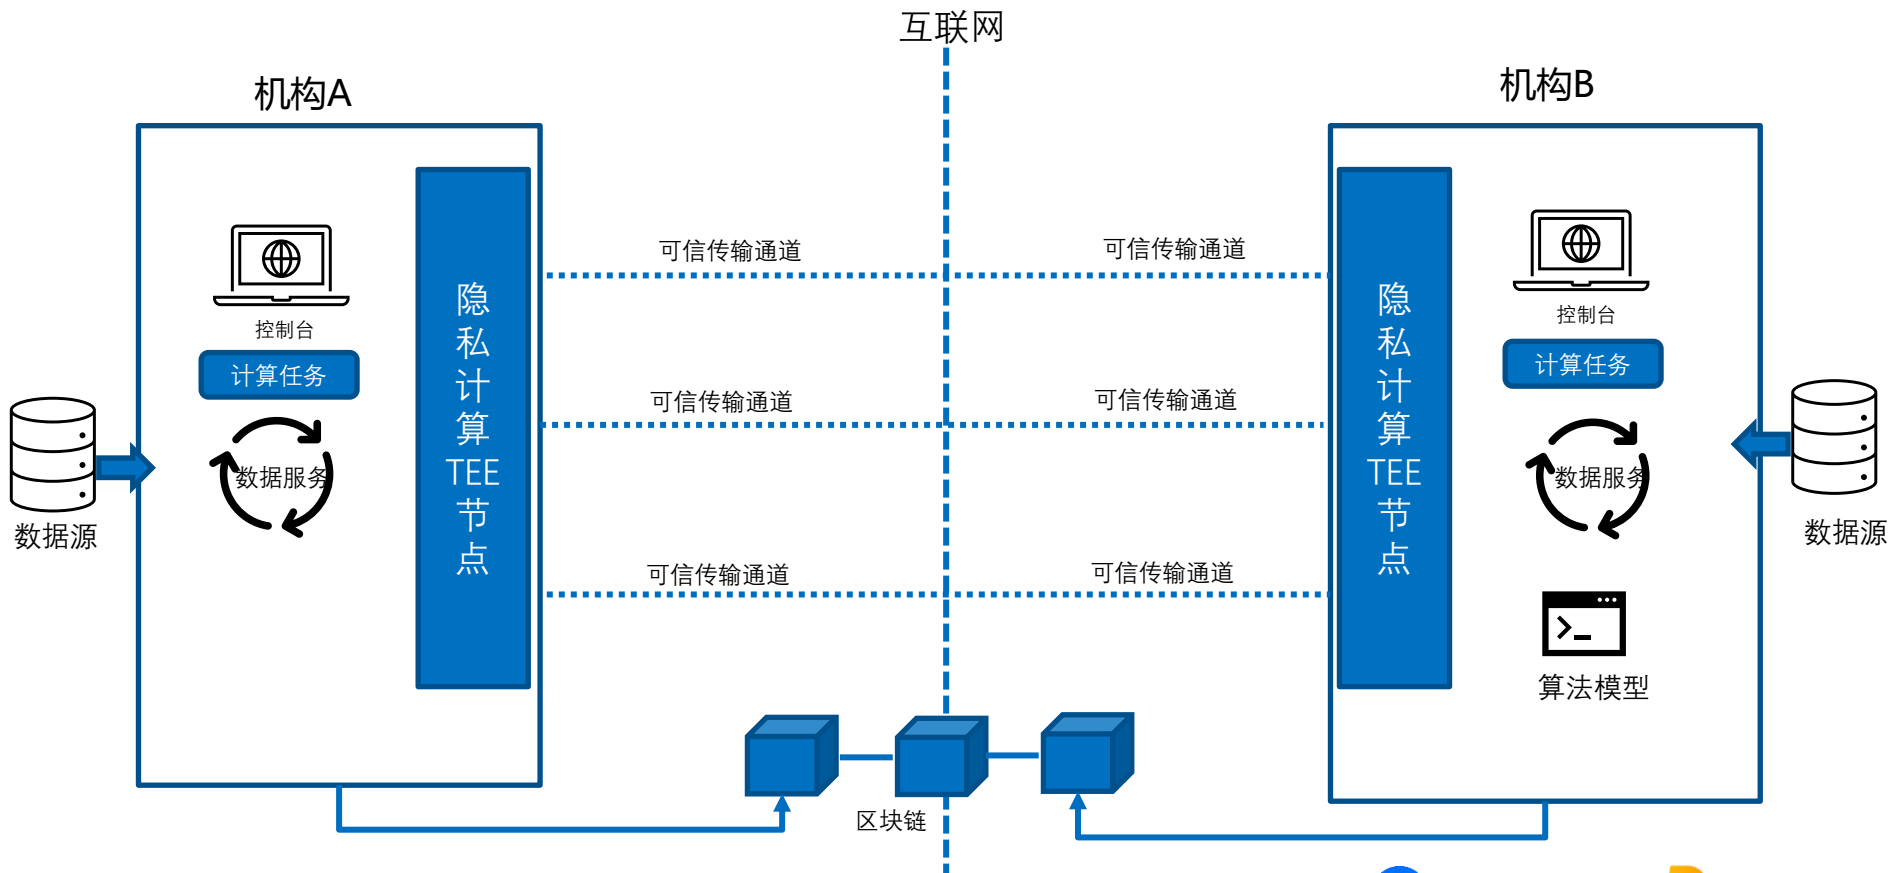 互联网
机构A
机构B
可信传输通道
可信传输通道
控制台
计算任务
数据服务
数据源
隐私计算TEE节点
可信传输通道
可信传输通道
可信传输通道
可信传输通道
隐私计算TEE节点
控制台
计算任务
数据服务
数据源
算法模型
区块链